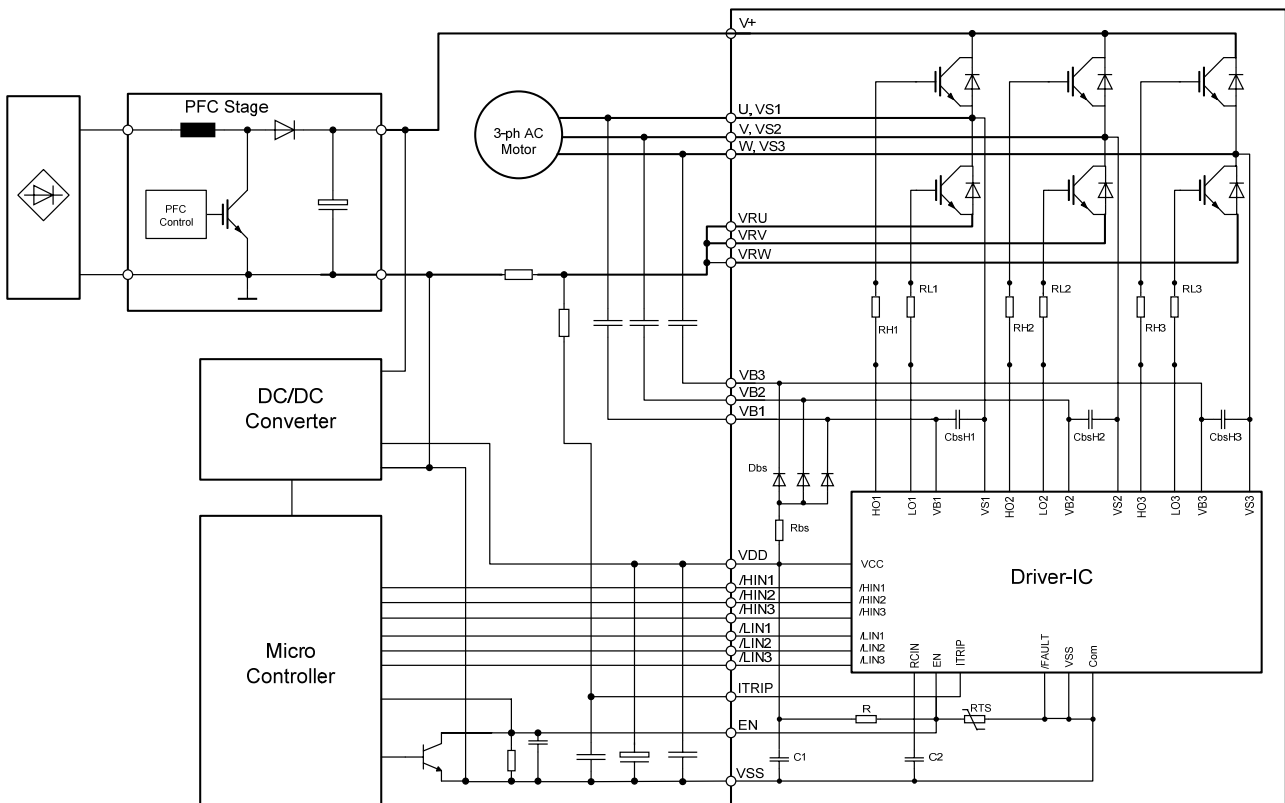 V+
PFC Stage
3-ph AC
Motor
U, VS1
V, VS2
W, VS3
PFC
Control
VRU
VRV
VRW
RL1
RL2
RL3
RH1
RH2
RH3
DC/DC
Converter
VB3
VB2
VB1
CbsH1
CbsH2
CbsH3
Dbs
Rbs
HO1
LO1
VB1
VS1
HO2
LO2
VB2
VS2
HO3
LO3
VB3
VS3
VDD
VCC
Driver-IC
/HIN1
/HIN2
/HIN3
/LIN1
/LIN2
/LIN3
/HIN1
/HIN2
/HIN3
/LIN1
/LIN2
/LIN3
RCIN
EN
ITRIP
/FAULT
VSS
Com
Micro
Controller
ITRIP
R
RTS
EN
C1
C2
VSS